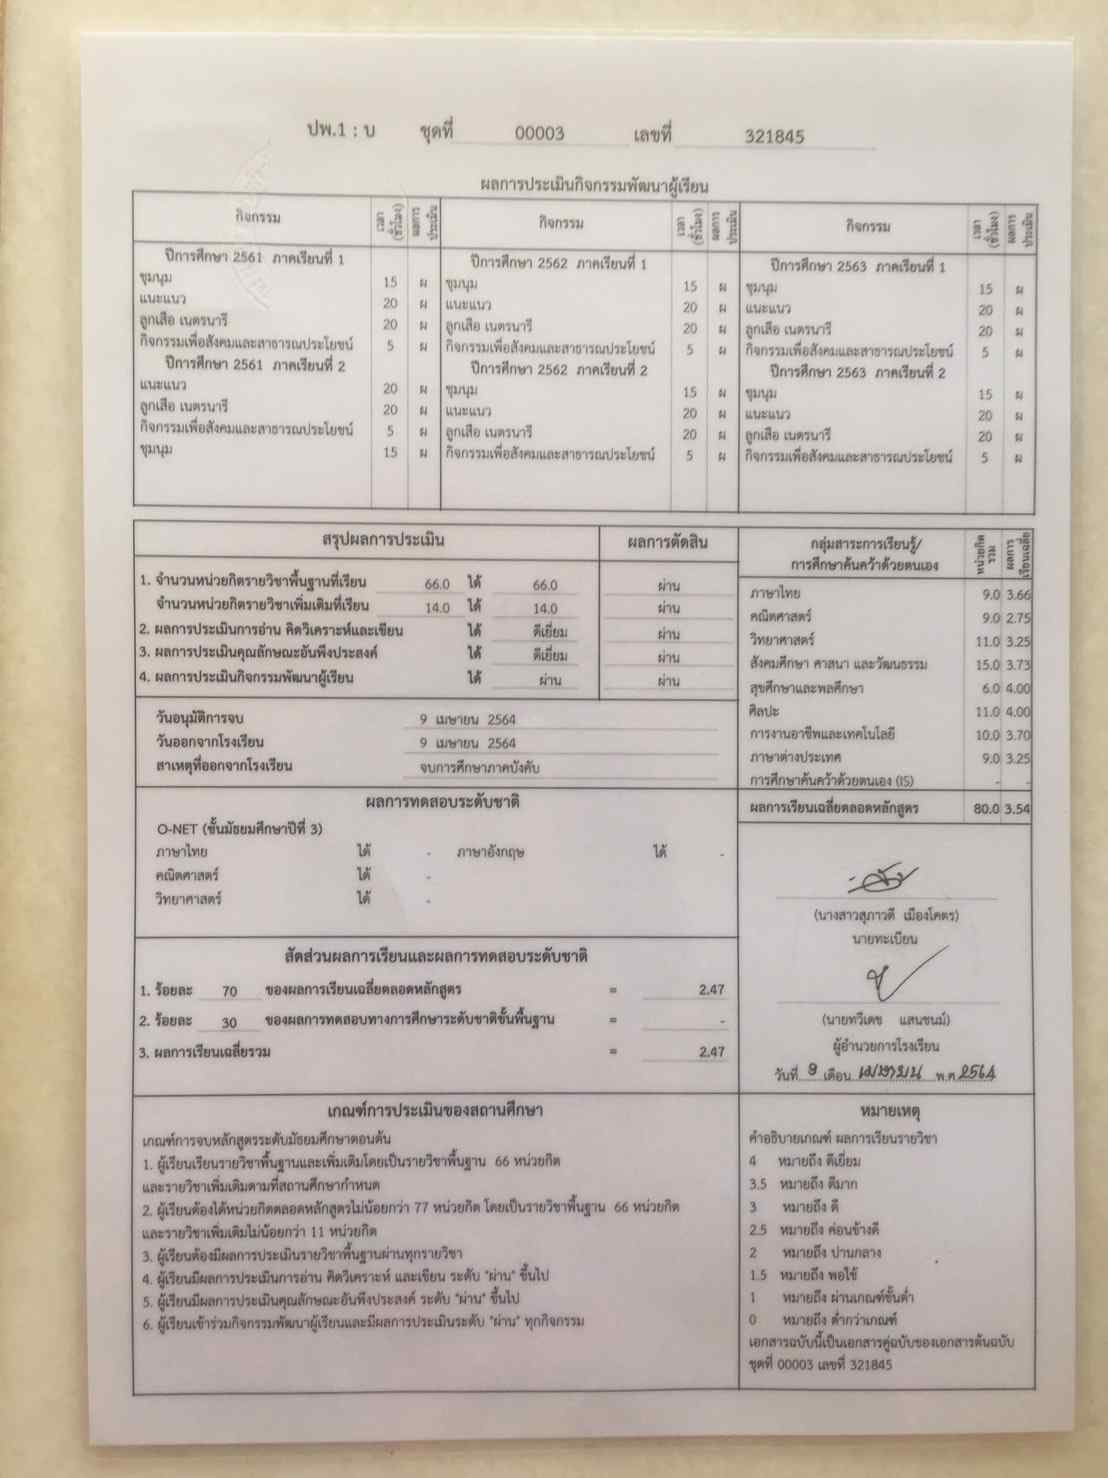 ปพ.1 : บ ชุดที่ 00003 เลขที่ 321845
ผลการประเมินกิจกรรมพัฒนาผู้เรียน
กิจกรรม เวลา (ชั่วโมง) ผลการประเมิน กิจกรรม เวลา (ชั่วโมง) ผลการประเมิน กิจกรรม เวลา (ชั่วโมง) ผลการประเมิน
ปีการศึกษา 2561 ภาคเรียนที่ 1 ปีการศึกษา 2562 ภาคเรียนที่ 1 ปีการศึกษา 2563 ภาคเรียนที่ 1
ชุมนุม 15 ผ ชุมนุม 15 ผ ชุมนุม 15 ผ
แนะแนว 20 ผ แนะแนว 20 ผ แนะแนว 20 ผ
ลูกเสือ เนตรนารี 20 ผ ลูกเสือ เนตรนารี 20 ผ ลูกเสือ เนตรนารี 20 ผ
กิจกรรมเพื่อสังคมและสาธารณประโยชน์ 5 ผ กิจกรรมเพื่อสังคมและสาธารณประโยชน์ 5 ผ กิจกรรมเพื่อสังคมและสาธารณประโยชน์ 5 ผ
ปีการศึกษา 2561 ภาคเรียนที่ 2 ปีการศึกษา 2562 ภาคเรียนที่ 2 ปีการศึกษา 2563 ภาคเรียนที่ 2
แนะแนว 20 ผ ชุมนุม 15 ผ ชุมนุม 15 ผ
ลูกเสือ เนตรนารี 20 ผ แนะแนว 20 ผ แนะแนว 20 ผ
กิจกรรมเพื่อสังคมและสาธารณประโยชน์ 5 ผ ลูกเสือ เนตรนารี 20 ผ ลูกเสือ เนตรนารี 20 ผ
ชุมนุม 15 ผ กิจกรรมเพื่อสังคมและสาธารณประโยชน์ 5 ผ กิจกรรมเพื่อสังคมและสาธารณประโยชน์ 5 ผ
สรุปผลการประเมิน ผลการตัดสิน
1. จำนวนหน่วยกิตรายวิชาพื้นฐานที่เรียน 66.0 ได้ 66.0 ผ่าน
จำนวนหน่วยกิตรายวิชาเพิ่มเติมที่เรียน 14.0 ได้ 14.0 ผ่าน
2. ผลการประเมินการอ่าน คิดวิเคราะห์และเขียน ได้ ดีเยี่ยม ผ่าน
3. ผลการประเมินคุณลักษณะอันพึงประสงค์ ได้ ดีเยี่ยม ผ่าน
4. ผลการประเมินกิจกรรมพัฒนาผู้เรียน ได้ ผ่าน ผ่าน
วันอนุมัติการจบ 9 เมษายน 2564
วันออกจากโรงเรียน 9 เมษายน 2564
สาเหตุที่ออกจากโรงเรียน จบการศึกษาภาคบังคับ
ผลการทดสอบระดับชาติ
O-NET (ชั้นมัธยมศึกษาปีที่ 3)
ภาษาไทย ได้ - ภาษาอังกฤษ ได้ -
คณิตศาสตร์ ได้ -
วิทยาศาสตร์ ได้ -
สัดส่วนผลการเรียนและผลการทดสอบระดับชาติ
1. ร้อยละ 70 ของผลการเรียนเฉลี่ยตลอดหลักสูตร = 2.47
2. ร้อยละ 30 ของผลการทดสอบทางการศึกษาระดับชาติขั้นพื้นฐาน = -
3. ผลการเรียนเฉลี่ยรวม = 2.47
กลุ่มสาระการเรียนรู้/ การศึกษาค้นคว้าด้วยตนเอง หน่วยกิตรวม ผลการเรียนเฉลี่ย
ภาษาไทย 9.0 3.66
คณิตศาสตร์ 9.0 2.75
วิทยาศาสตร์ 11.0 3.25
สังคมศึกษา ศาสนา และวัฒนธรรม 15.0 3.73
สุขศึกษาและพลศึกษา 6.0 4.00
ศิลปะ 11.0 4.00
การงานอาชีพและเทคโนโลยี 10.0 3.70
ภาษาต่างประเทศ 9.0 3.25
การศึกษาค้นคว้าด้วยตนเอง (IS) - -
ผลการเรียนเฉลี่ยตลอดหลักสูตร 80.0 3.54
(นางสาวสุภาวดี เมืองโคตร)
นายทะเบียน
(นายทวีเดช แสนชนม์)
ผู้อำนวยการโรงเรียน
วันที่ 9 เดือน เมษายน พ.ศ. 2564
เกณฑ์การประเมินของสถานศึกษา
เกณฑ์การจบหลักสูตรระดับมัธยมศึกษาตอนต้น
1. ผู้เรียนเรียนรายวิชาพื้นฐานและเพิ่มเติมโดยเป็นรายวิชาพื้นฐาน 66 หน่วยกิต
และรายวิชาเพิ่มเติมตามที่สถานศึกษากำหนด
2. ผู้เรียนต้องได้หน่วยกิตตลอดหลักสูตรไม่น้อยกว่า 77 หน่วยกิต โดยเป็นรายวิชาพื้นฐาน 66 หน่วยกิต
และรายวิชาเพิ่มเติมไม่น้อยกว่า 11 หน่วยกิต
3. ผู้เรียนต้องมีผลการประเมินรายวิชาพื้นฐานผ่านทุกรายวิชา
4. ผู้เรียนมีผลการประเมินการอ่าน คิดวิเคราะห์ และเขียน ระดับ "ผ่าน" ขึ้นไป
5. ผู้เรียนมีผลการประเมินคุณลักษณะอันพึงประสงค์ ระดับ "ผ่าน" ขึ้นไป
6. ผู้เรียนเข้าร่วมกิจกรรมพัฒนาผู้เรียนและมีผลการประเมินระดับ "ผ่าน" ทุกกิจกรรม
หมายเหตุ
คำอธิบายเกณฑ์ ผลการเรียนรายวิชา
4 หมายถึง ดีเยี่ยม
3.5 หมายถึง ดีมาก
3 หมายถึง ดี
2.5 หมายถึง ค่อนข้างดี
2 หมายถึง ปานกลาง
1.5 หมายถึง พอใช้
1 หมายถึง ผ่านเกณฑ์ขั้นต่ำ
0 หมายถึง ต่ำกว่าเกณฑ์
เอกสารฉบับนี้เป็นเอกสารคู่ฉบับของเอกสารต้นฉบับ
ชุดที่ 00003 เลขที่ 321845